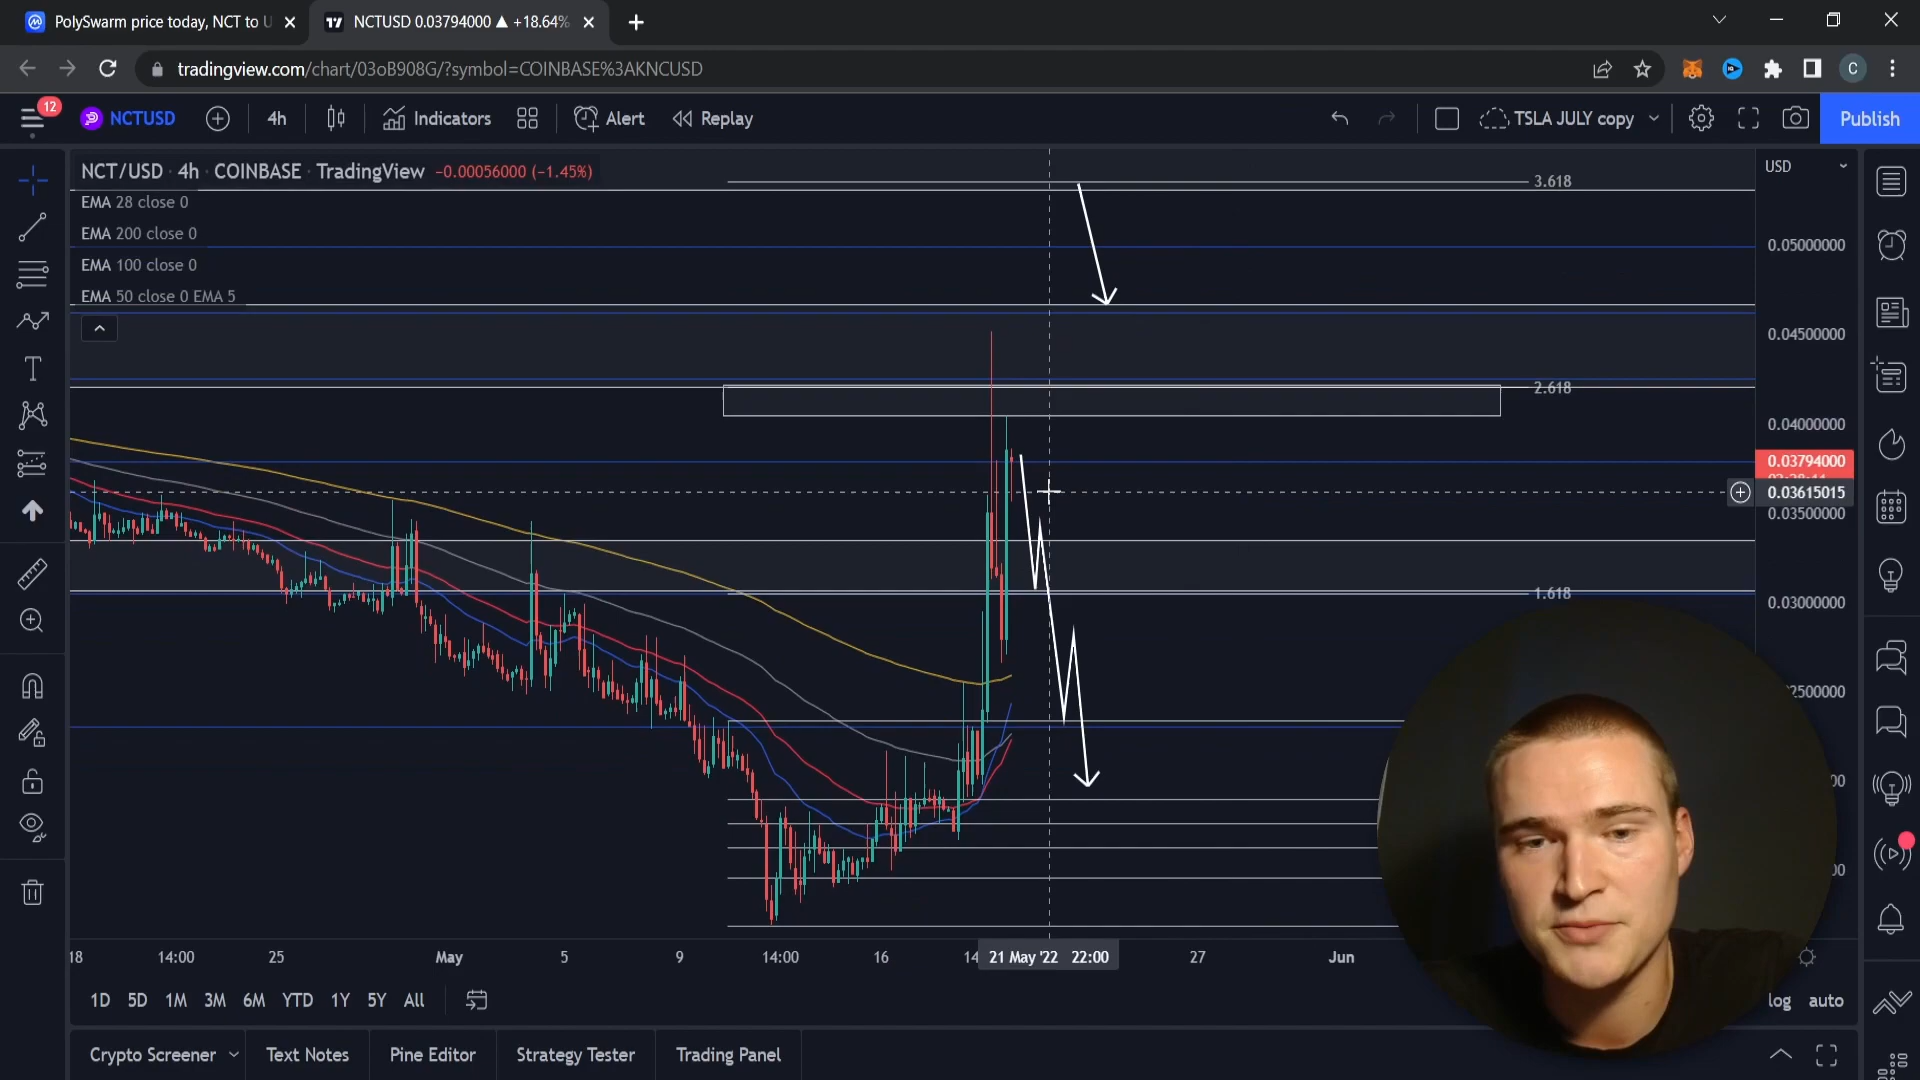 PolySwarm price today, NCT to U
NCTUSD 0.03794000 ▲ +18.64%
tradingview.com/chart/03oB908G/?symbol=COINBASE%3AKNCUSD
C
12
NCTUSD
4h
Indicators
Alert
Replay
TSLA JULY copy
Publish
NCT/USD · 4h · COINBASE · TradingView −0.00056000 (−1.45%)
USD
3.618
EMA 28 close 0
EMA 200 close 0
0.05000000
EMA 100 close 0
EMA 50 close 0 EMA 5
0.04500000
2.618
0.04000000
0.03794000
0.03615015
0.03500000
1.618
0.03000000
2500000
18
14:00
25
May
5
9
14:00
16
14
21 May '22 22:00
27
Jun
1D
5D
1M
3M
6M
YTD
1Y
5Y
All
log
auto
Crypto Screener
Text Notes
Pine Editor
Strategy Tester
Trading Panel